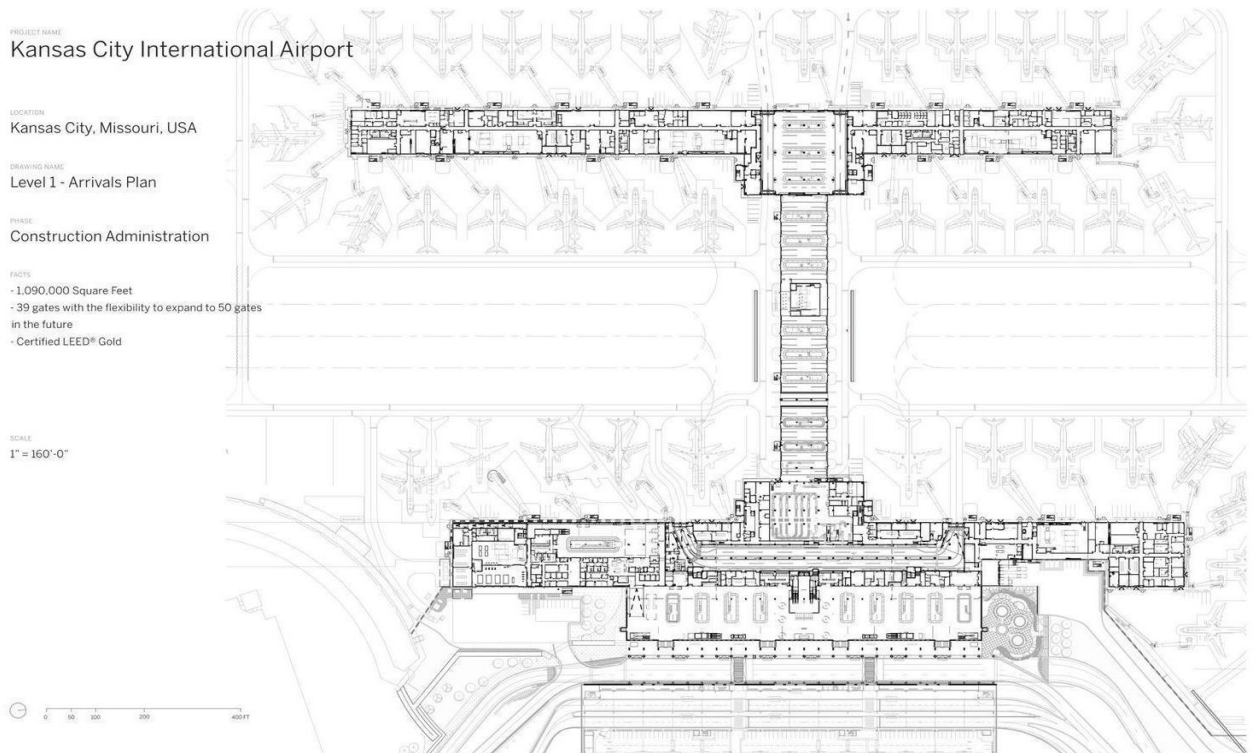 PROJECT NAME
Kansas City International Airport
LOCATION
Kansas City, Missouri, USA
DRAWING NAME
Level 1 - Arrivals Plan
PHASE
Construction Administration
FACTS
- 1,090,000 Square Feet
- 39 gates with the flexibility to expand to 50 gates
in the future
- Certified LEED® Gold
SCALE
1" = 160'-0"
0 50 100 200 400 FT